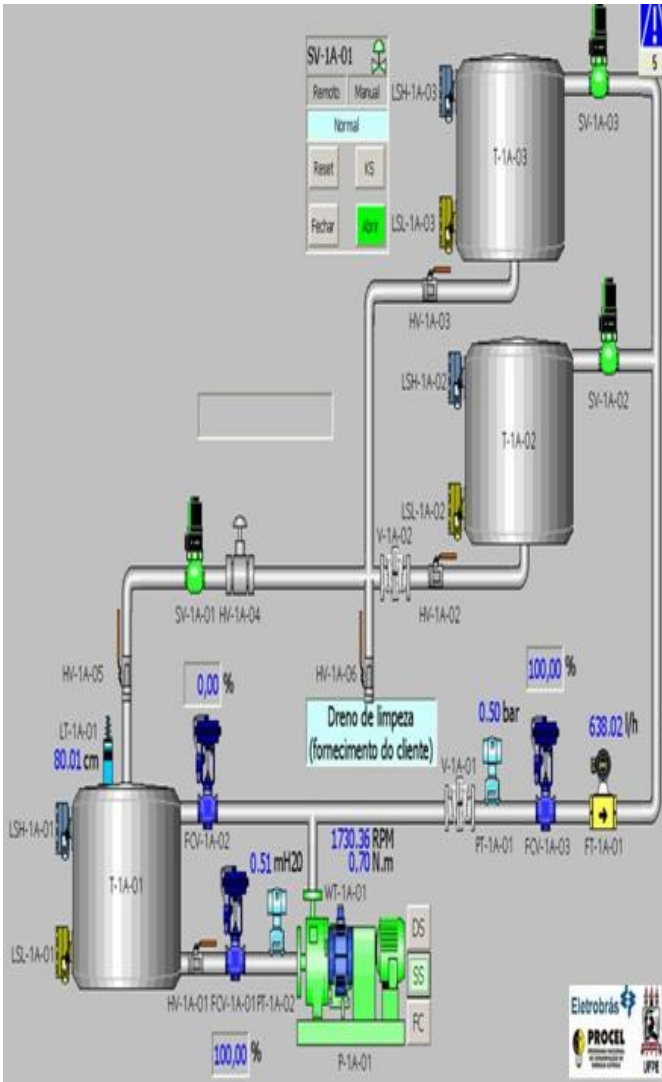 SV-1A-01
Remoto Manual
Normal
Reset KS
Fechar Abrir
LSH-1A-03
T-1A-03
LSL-1A-03
SV-1A-03
5
HV-1A-03
LSH-1A-02
T-1A-02
LSL-1A-02
SV-1A-02
V-1A-02
SV-1A-01 HV-1A-04
HV-1A-02
HV-1A-05
HV-1A-06
0,00 %
100,00 %
Dreno de limpeza
(fornecimento do cliente)
LT-1A-01
80.01 cm
0.50 bar
638.02 l/h
V-1A-01
LSH-1A-01
FCV-1A-02
PT-1A-01 FCV-1A-03 FT-1A-01
1730.36 RPM
0.70 N.m
0.51 mH20
WT-1A-01
T-1A-01
LSL-1A-01
DS
SS
FC
HV-1A-01 FCV-1A-01 PT-1A-02
P-1A-01
100,00 %
Eletrobrás
PROCEL
UFPE